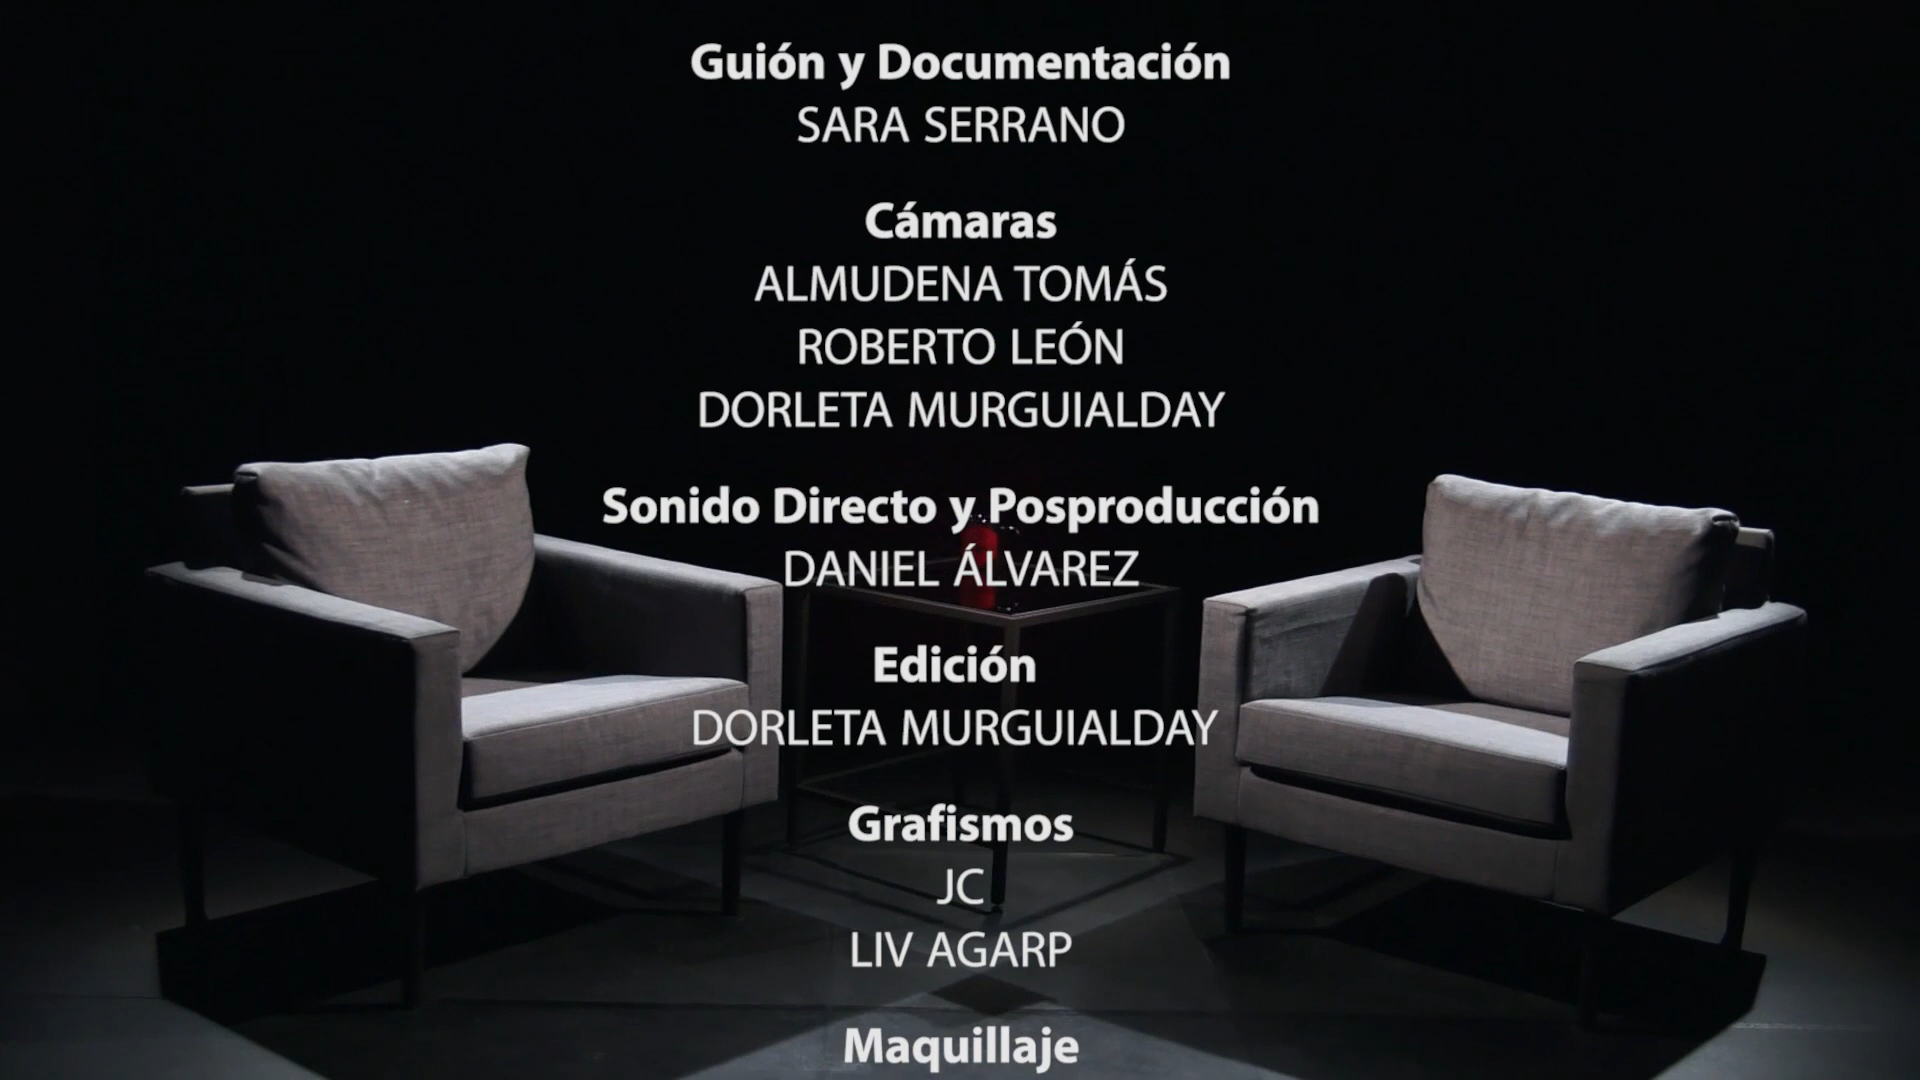 Guión y Documentación
SARA SERRANO
Cámaras
ALMUDENA TOMÁS
ROBERTO LEÓN
DORLETA MURGUIALDAY
Sonido Directo y Posproducción
DANIEL ÁLVAREZ
Edición
DORLETA MURGUIALDAY
Grafismos
JC
LIV AGARP
Maquillaje